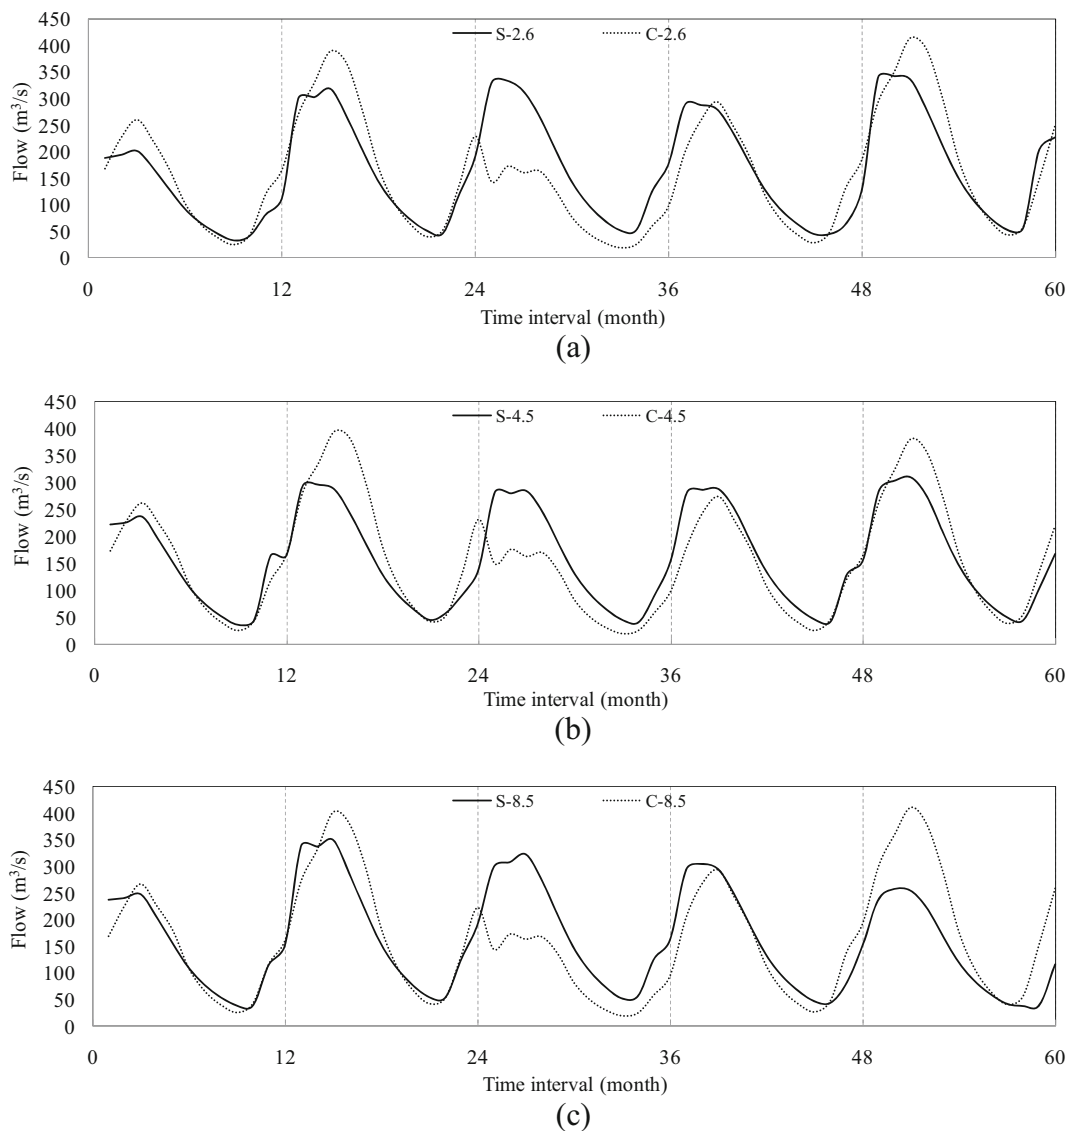 450
400
350
300
250
200
150
100
50
0
Flow (m³/s)
S-2.6 C-2.6
0 12 24 36 48 60
Time interval (month)
(a)
450
400
350
300
250
200
150
100
50
0
Flow (m³/s)
S-4.5 C-4.5
0 12 24 36 48 60
Time interval (month)
(b)
450
400
350
300
250
200
150
100
50
0
Flow (m³/s)
S-8.5 C-8.5
0 12 24 36 48 60
Time interval (month)
(c)